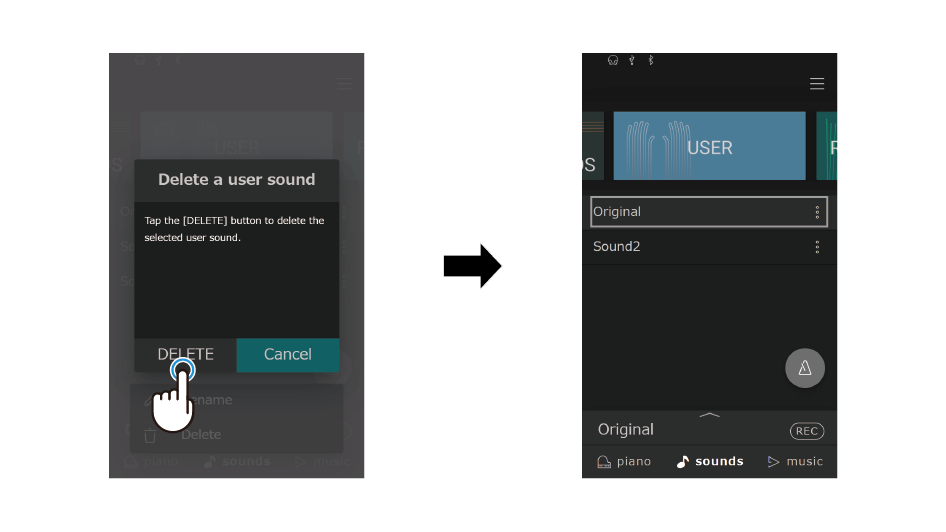 USER
S
Delete a user sound
Tap the [DELETE] button to delete the
selected user sound.
DELETE
Cancel
Rename
Delete
piano
sounds
music
OS
USER
Original
Sound2
Original
REC
piano
sounds
music